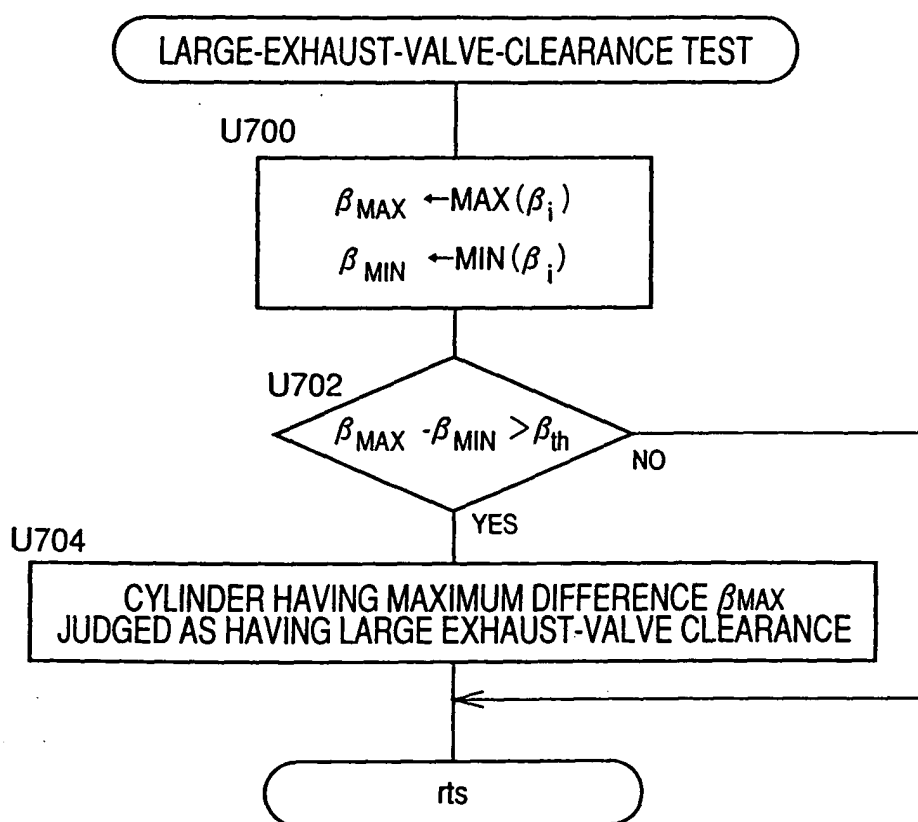 LARGE-EXHAUST-VALVE-CLEARANCE TEST
U700
βMAX ←MAX(βi)
βMIN ←MIN(βi)
U702
βMAX -βMIN >βth
NO
YES
U704
CYLINDER HAVING MAXIMUM DIFFERENCE βMAX
JUDGED AS HAVING LARGE EXHAUST-VALVE CLEARANCE
rts